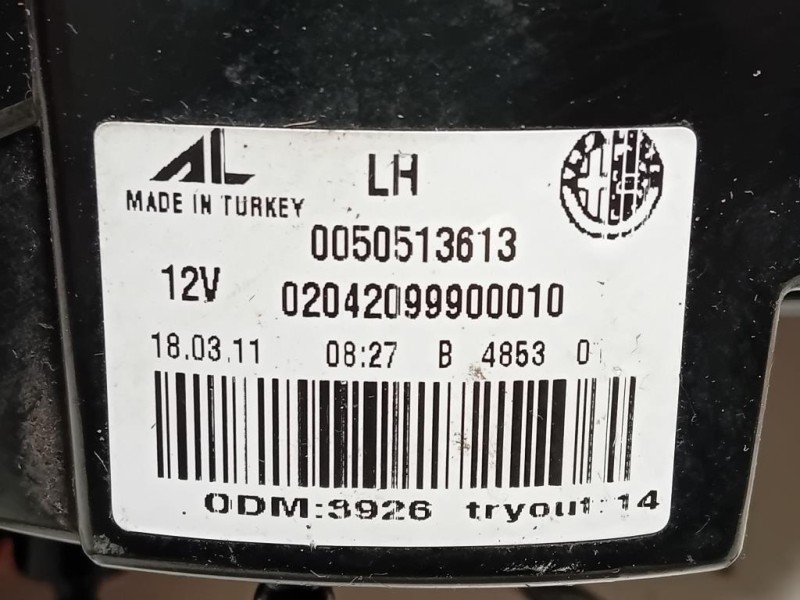 AL LH
MADE IN TURKEY
0050513613
12V 02042099900010
18.03.11 08:27 B 4853 0
ODM:3926 tryout:14